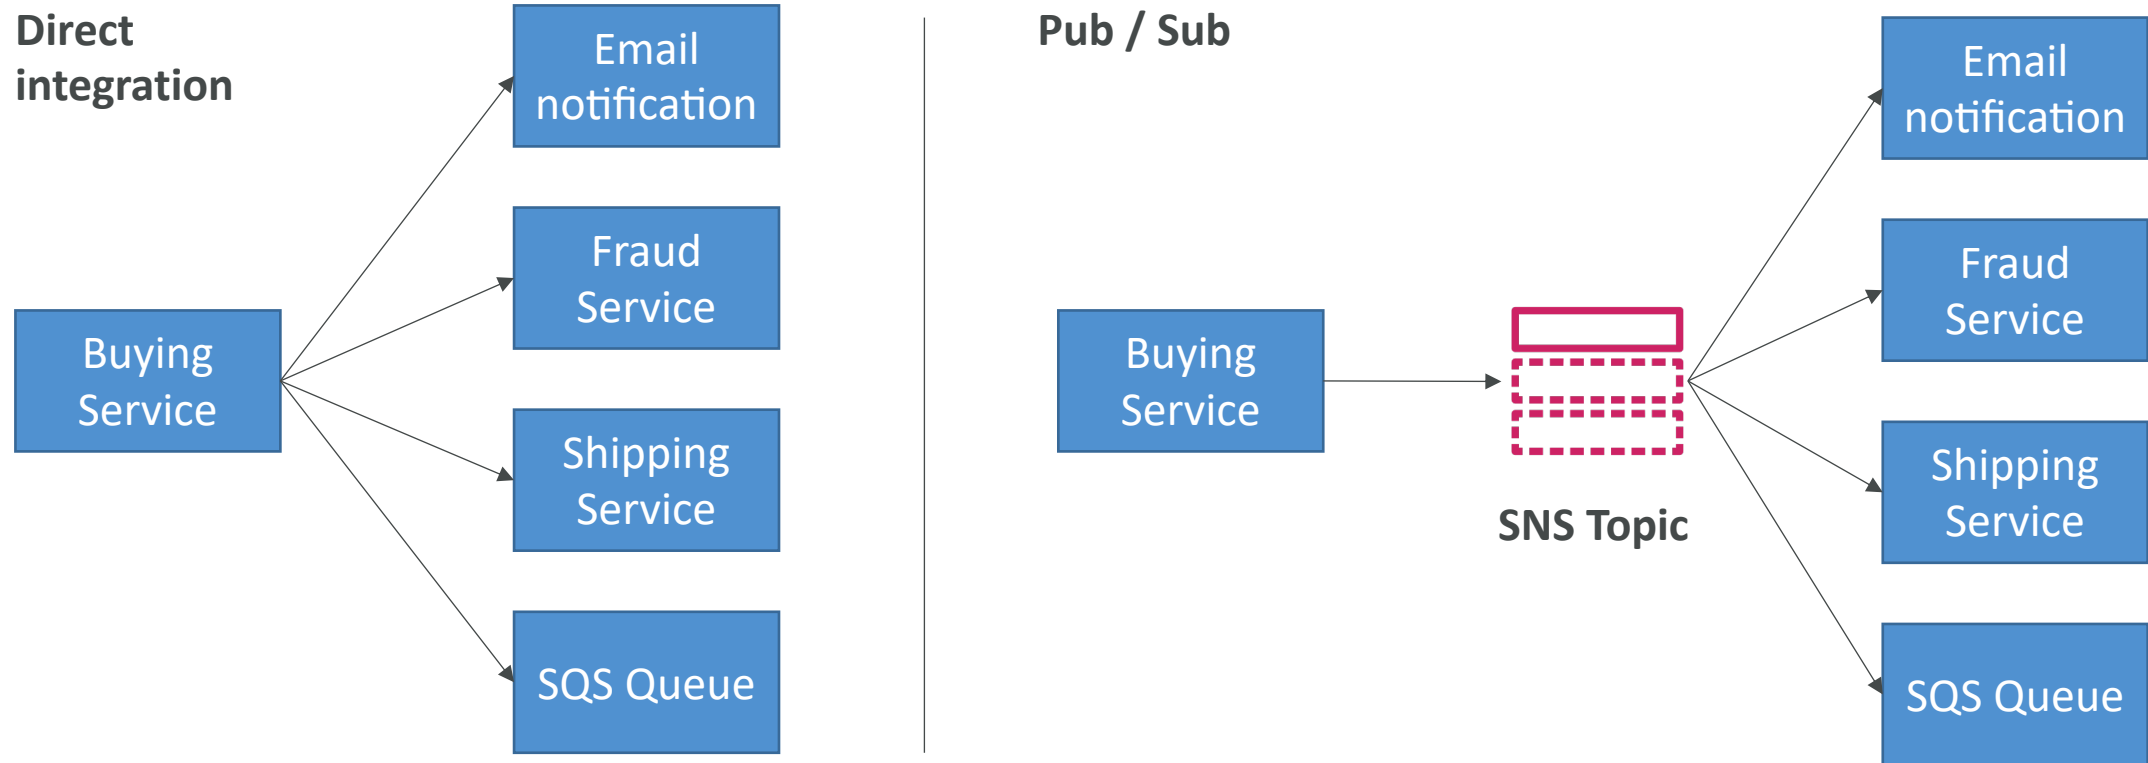 Direct
integration
Email
notification
Fraud
Service
Buying
Service
Shipping
Service
SQS Queue
Pub / Sub
Email
notification
Fraud
Service
Buying
Service
SNS Topic
Shipping
Service
SQS Queue